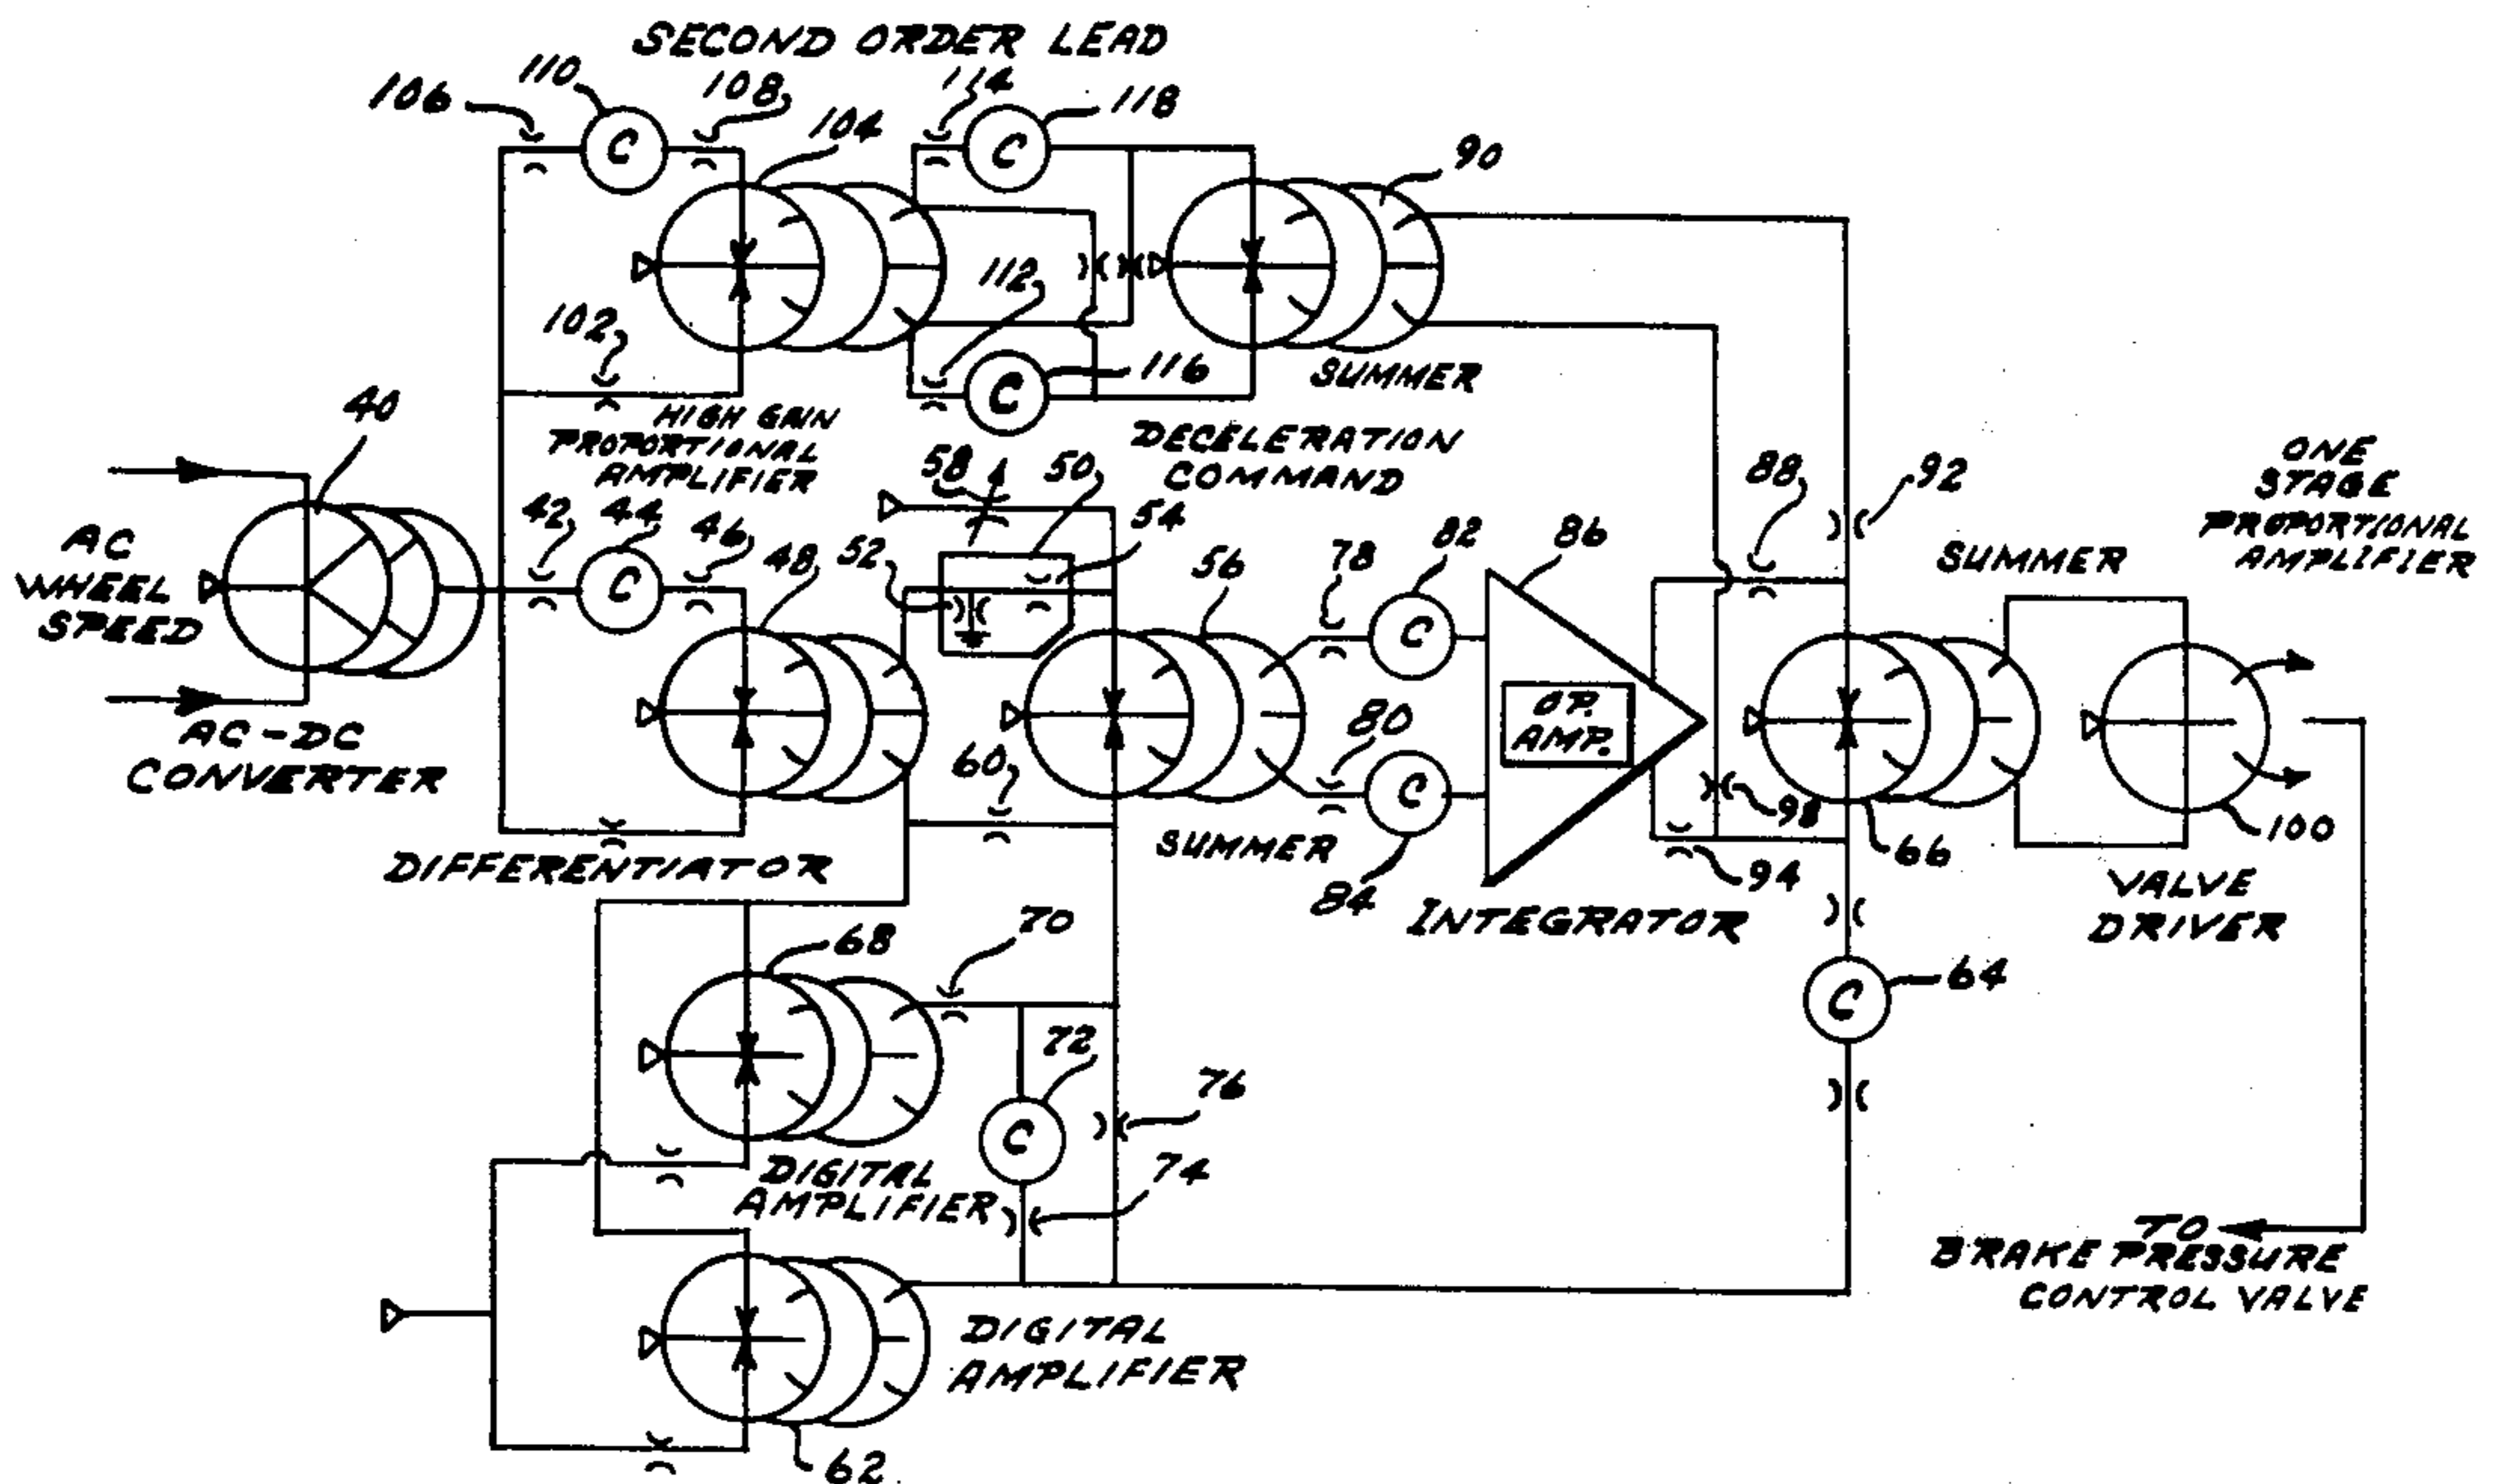 SECOND ORDER LEAD
106
110
108
114
118
104
90
C
C
112
102
116
C
SUMMER
40
HIGH GAIN
PROPORTIONAL
AMPLIFIER
DECELERATION
COMMAND
58
50
54
88
92
ONE
STAGE
PROPORTIONAL
AMPLIFIER
42
44
46
48
52
56
78
82
86
SUMMER
AC
WHEEL
SPEED
C
C
OP.
AMP.
AC-DC
CONVERTER
60
80
C
98
66
100
DIFFERENTIATOR
SUMMER
84
INTEGRATOR
94
VALVE
DRIVER
68
70
72
C
64
C
76
74
DIGITAL
AMPLIFIER
TO
BRAKE PRESSURE
CONTROL VALVE
DIGITAL
AMPLIFIER
62